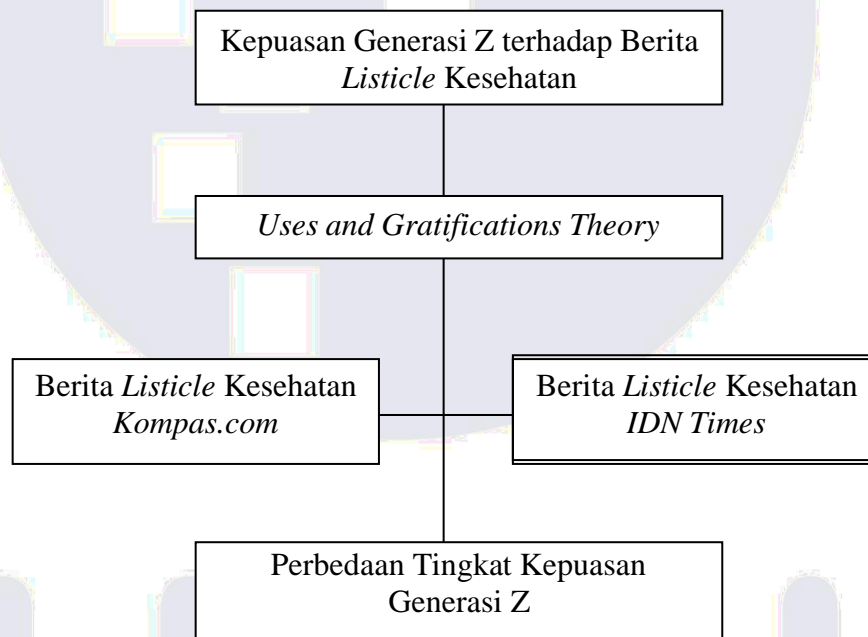 Kepuasan Generasi Z terhadap Berita
Listicle Kesehatan
Uses and Gratifications Theory
Berita Listicle Kesehatan
Kompas.com
Berita Listicle Kesehatan
IDN Times
Perbedaan Tingkat Kepuasan
Generasi Z